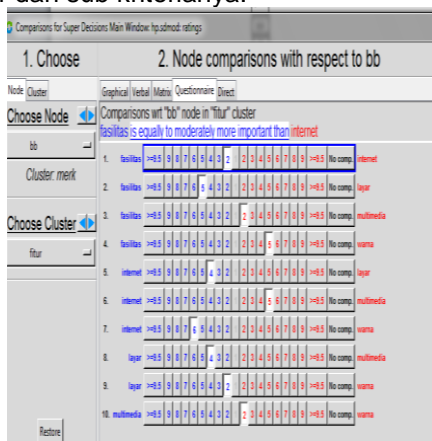 dan sub kriterianya.
Comparisons for Super Decisions Main Window: hp.sdmod: ratings
1. Choose
2. Node comparisons with respect to bb
Node Cluster
Graphical Verbal Matrix Questionnaire Direct
Choose Node
Comparisons wrt "bb" node in "fitur" cluster
fasilitas is equally to moderately more important than internet
bb
Cluster: merk
Choose Cluster
fitur
1. fasilitas >=9.5 9 8 7 6 5 4 3 2 2 3 4 5 6 7 8 9 >=9.5 No comp. internet
2. fasilitas >=9.5 9 8 7 6 5 4 3 2 2 3 4 5 6 7 8 9 >=9.5 No comp. layar
3. fasilitas >=9.5 9 8 7 6 5 4 3 2 2 3 4 5 6 7 8 9 >=9.5 No comp. multimedia
4. fasilitas >=9.5 9 8 7 6 5 4 3 2 2 3 4 5 6 7 8 9 >=9.5 No comp. warna
5. internet >=9.5 9 8 7 6 5 4 3 2 2 3 4 5 6 7 8 9 >=9.5 No comp. layar
6. internet >=9.5 9 8 7 6 5 4 3 2 2 3 4 5 6 7 8 9 >=9.5 No comp. multimedia
7. internet >=9.5 9 8 7 6 5 4 3 2 2 3 4 5 6 7 8 9 >=9.5 No comp. warna
8. layar >=9.5 9 8 7 6 5 4 3 2 2 3 4 5 6 7 8 9 >=9.5 No comp. multimedia
9. layar >=9.5 9 8 7 6 5 4 3 2 2 3 4 5 6 7 8 9 >=9.5 No comp. warna
10. multimedia >=9.5 9 8 7 6 5 4 3 2 2 3 4 5 6 7 8 9 >=9.5 No comp. warna
Restore